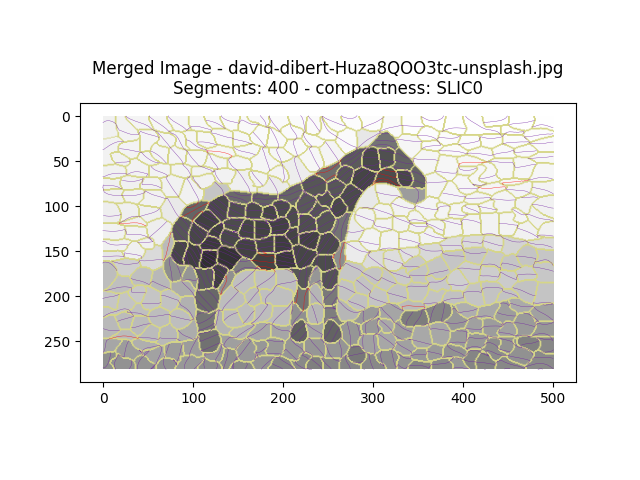 Merged Image - david-dibert-Huza8QOO3tc-unsplash.jpg
Segments: 400 - compactness: SLIC0
0
50
100
150
200
250
0 100 200 300 400 500